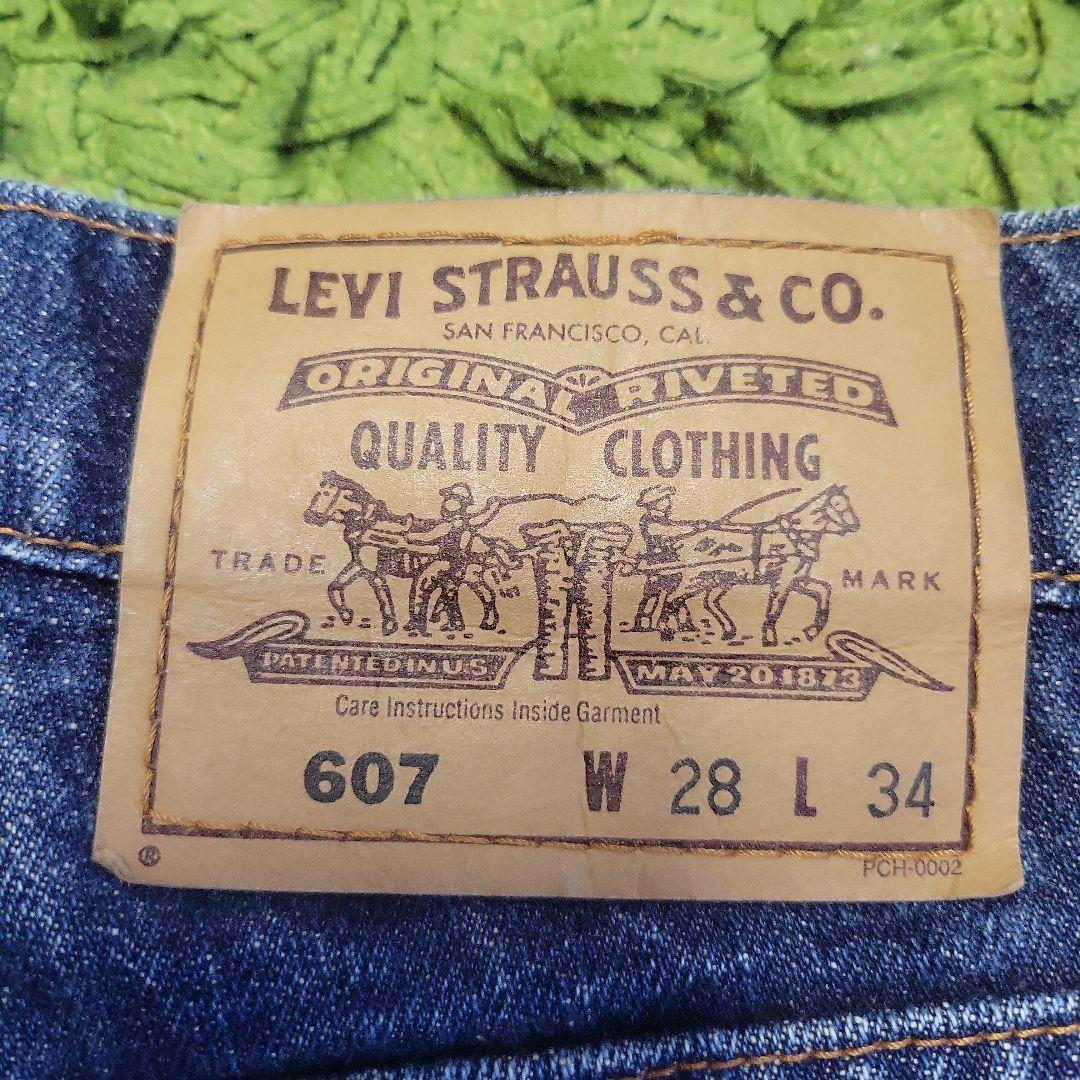 LEVI STRAUSS & CO.
SAN FRANCISCO, CAL.
ORIGINAL RIVETED
QUALITY CLOTHING
TRADE MARK
PATENTED IN U.S. MAY 20 1873
Care Instructions Inside Garment
607 W 28 L 34
® PCH-0002